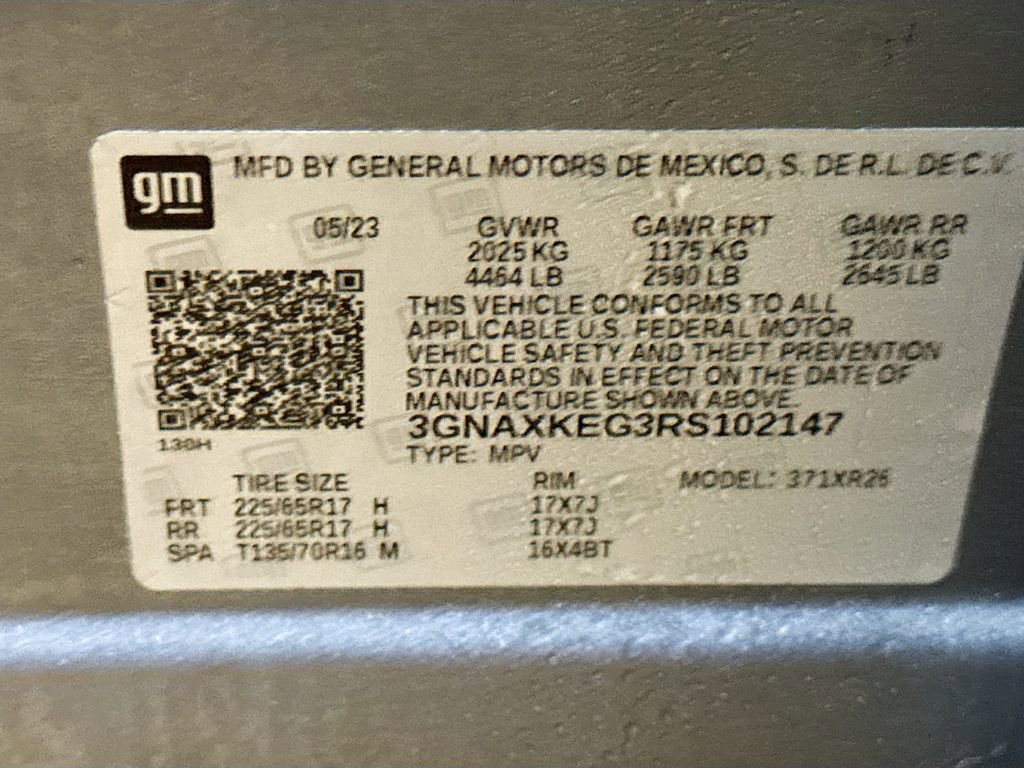 gm
MFD BY GENERAL MOTORS DE MEXICO, S. DE R.L. DE C.V.
05/23 GVWR GAWR FRT GAWR RR
2025 KG 1175 KG 1200 KG
4464 LB 2590 LB 2645 LB
THIS VEHICLE CONFORMS TO ALL
APPLICABLE U.S. FEDERAL MOTOR
VEHICLE SAFETY AND THEFT PREVENTION
STANDARDS IN EFFECT ON THE DATE OF
MANUFACTURE SHOWN ABOVE.
3GNAXKEG3RS102147
130H
TYPE: MPV
TIRE SIZE RIM MODEL: 371XR26
FRT 225/65R17 H 17X7J
RR 225/65R17 H 17X7J
SPA T135/70R16 M 16X4BT